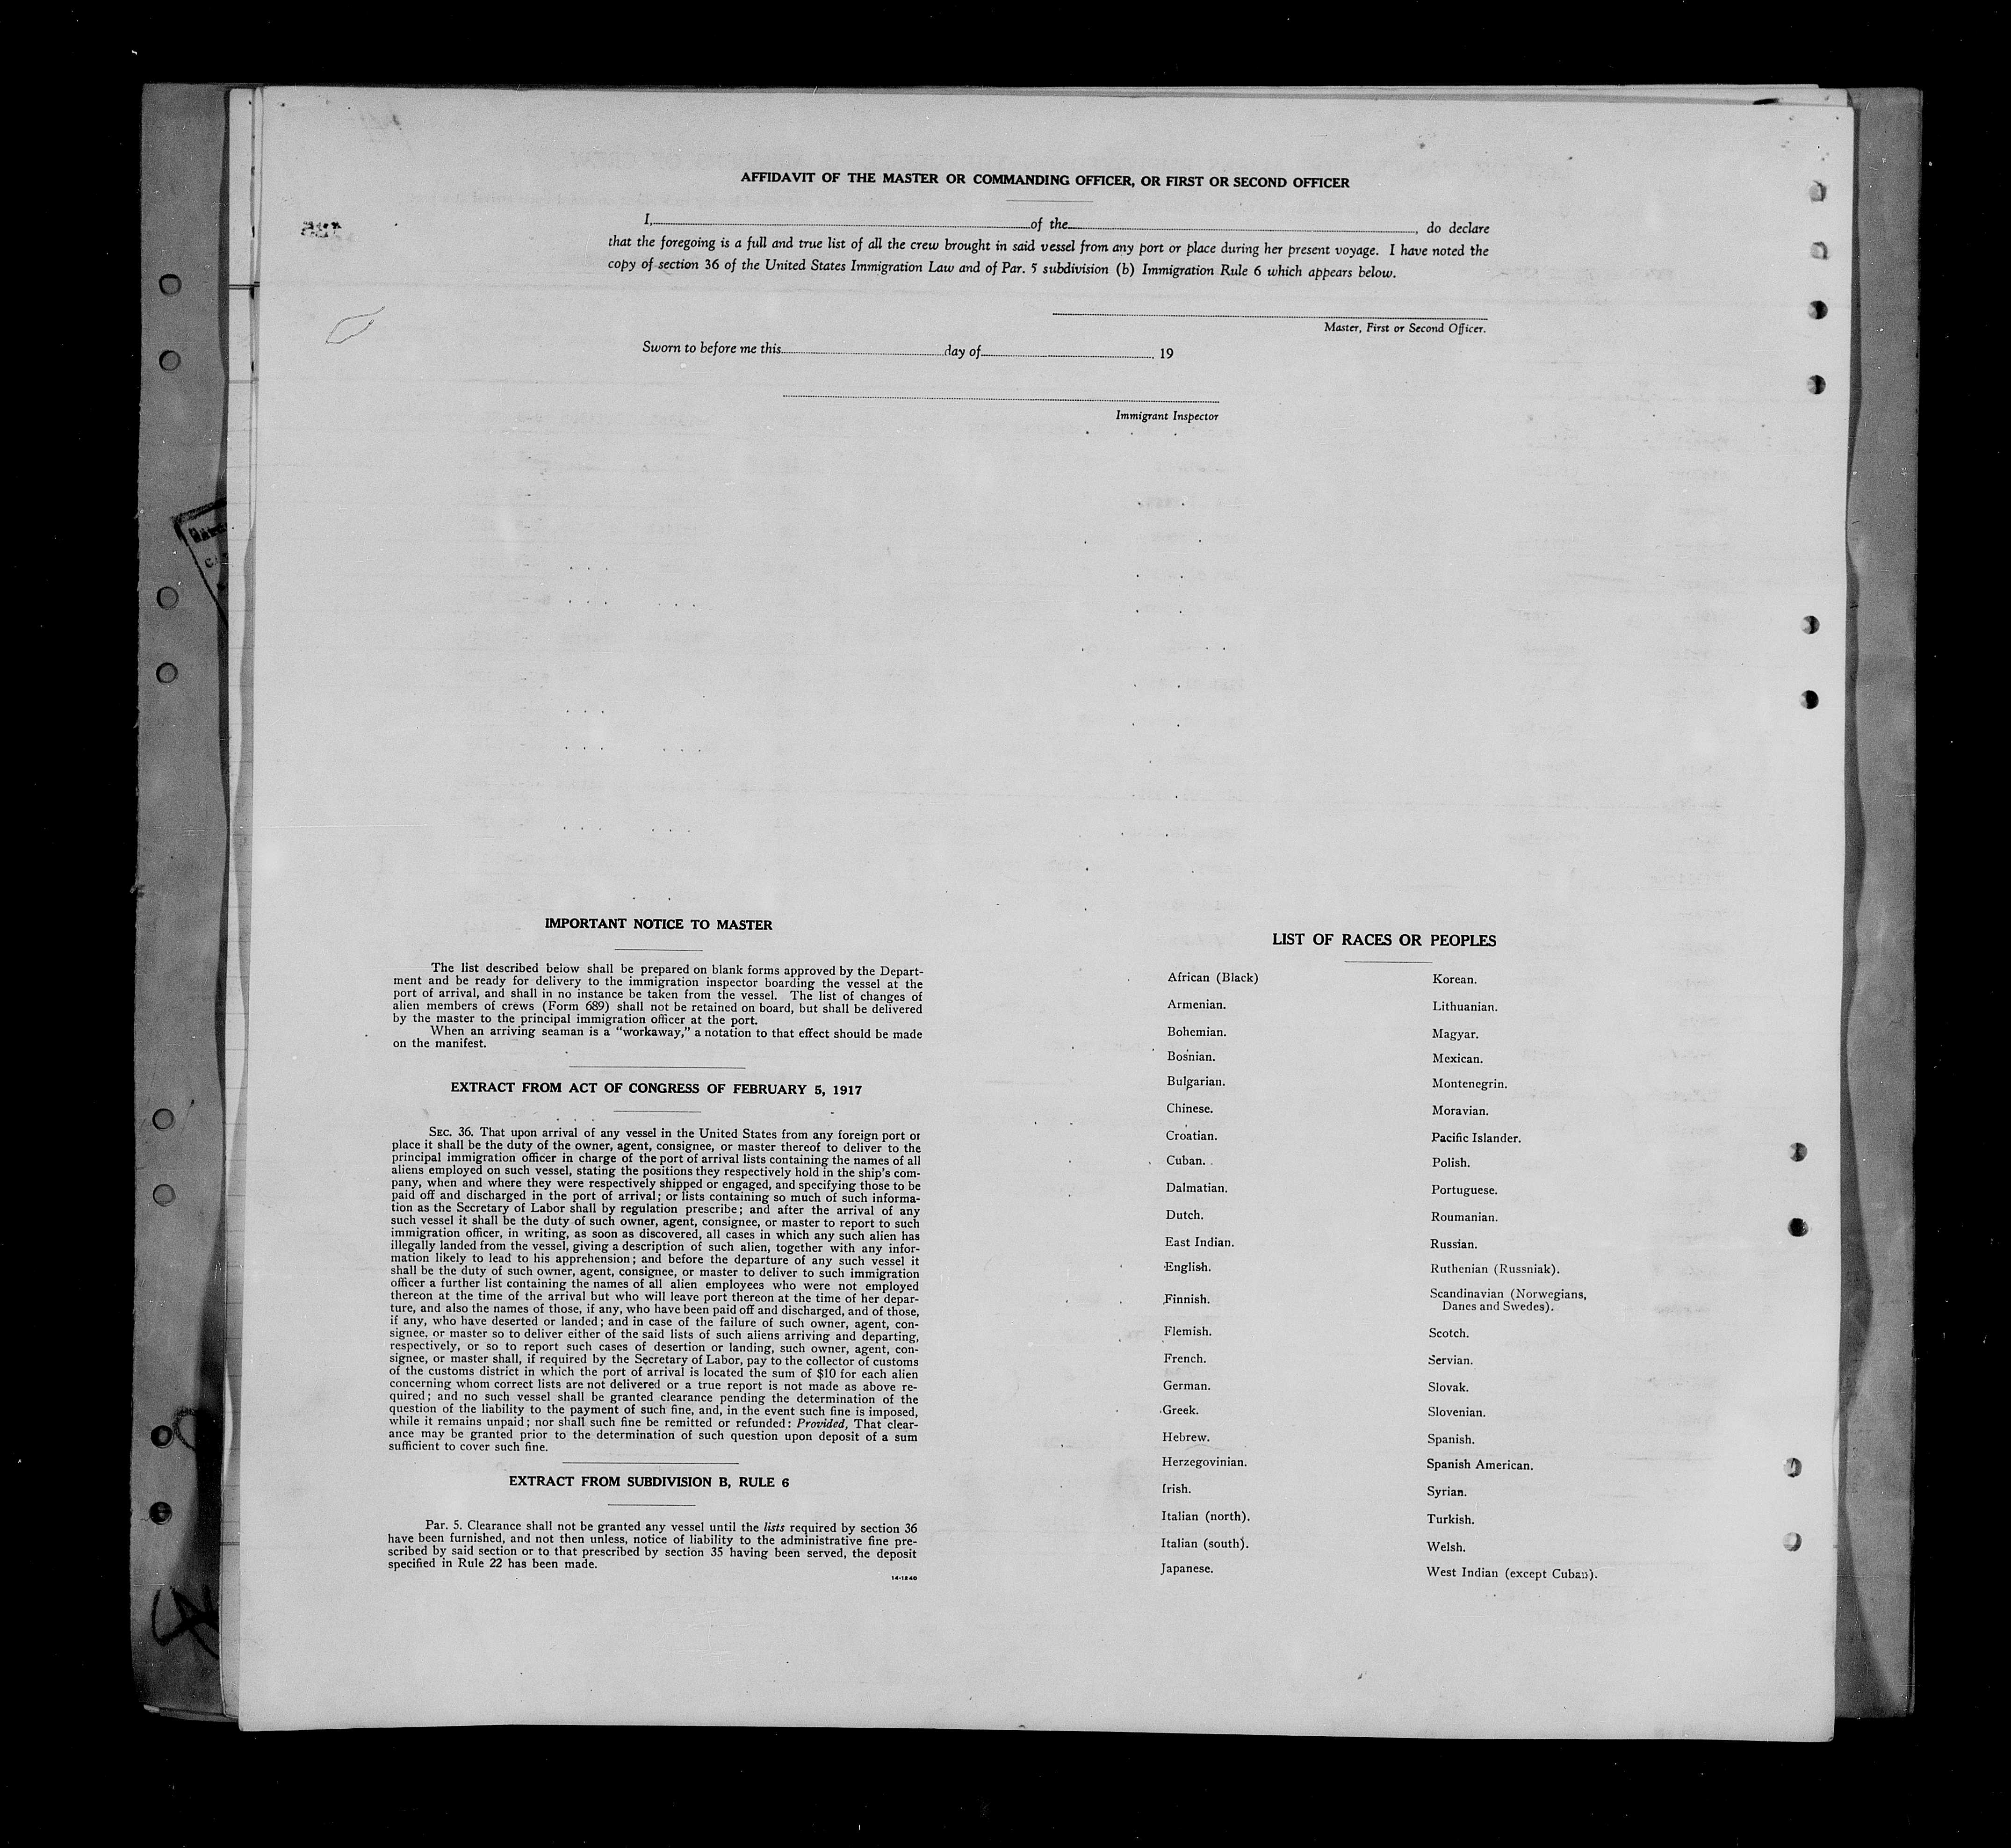 AFFIDAVIT OF THE MASTER OR COMMANDING OFFICER, OR FIRST OR SECOND OFFICER
I, of the , do declare
that the foregoing is a full and true list of all the crew brought in said vessel from any port or place during her present voyage. I have noted the
copy of section 36 of the United States Immigration Law and of Par. 5 subdivision (b) Immigration Rule 6 which appears below.
Master, First or Second Officer.
Sworn to before me this day of , 19
Immigrant Inspector
IMPORTANT NOTICE TO MASTER
The list described below shall be prepared on blank forms approved by the Depart-
ment and be ready for delivery to the immigration inspector boarding the vessel at the
port of arrival, and shall in no instance be taken from the vessel. The list of changes of
alien members of crews (Form 689) shall not be retained on board, but shall be delivered
by the master to the principal immigration officer at the port.
When an arriving seaman is a "workaway," a notation to that effect should be made
on the manifest.
EXTRACT FROM ACT OF CONGRESS OF FEBRUARY 5, 1917
SEC. 36. That upon arrival of any vessel in the United States from any foreign port or
place it shall be the duty of the owner, agent, consignee, or master thereof to deliver to the
principal immigration officer in charge of the port of arrival lists containing the names of all
aliens employed on such vessel, stating the positions they respectively hold in the ship's com-
pany, when and where they were respectively shipped or engaged, and specifying those to be
paid off and discharged in the port of arrival; or lists containing so much of such informa-
tion as the Secretary of Labor shall by regulation prescribe; and after the arrival of any
such vessel it shall be the duty of such owner, agent, consignee, or master to report to such
immigration officer, in writing, as soon as discovered, all cases in which any such alien has
illegally landed from the vessel, giving a description of such alien, together with any infor-
mation likely to lead to his apprehension; and before the departure of any such vessel it
shall be the duty of such owner, agent, consignee, or master to deliver to such immigration
officer a further list containing the names of all alien employees who were not employed
thereon at the time of the arrival but who will leave port thereon at the time of her depar-
ture, and also the names of those, if any, who have been paid off and discharged, and of those,
if any, who have deserted or landed; and in case of the failure of such owner, agent, con-
signee, or master so to deliver either of the said lists of such aliens arriving and departing,
respectively, or so to report such cases of desertion or landing, such owner, agent, con-
signee, or master shall, if required by the Secretary of Labor, pay to the collector of customs
of the customs district in which the port of arrival is located the sum of $10 for each alien
concerning whom correct lists are not delivered or a true report is not made as above re-
quired; and no such vessel shall be granted clearance pending the determination of the
question of the liability to the payment of such fine, and, in the event such fine is imposed,
while it remains unpaid; nor shall such fine be remitted or refunded: Provided, That clear-
ance may be granted prior to the determination of such question upon deposit of a sum
sufficient to cover such fine.
EXTRACT FROM SUBDIVISION B, RULE 6
Par. 5. Clearance shall not be granted any vessel until the lists required by section 36
have been furnished, and not then unless, notice of liability to the administrative fine pre-
scribed by said section or to that prescribed by section 35 having been served, the deposit
specified in Rule 22 has been made.
14-1240
LIST OF RACES OR PEOPLES
African (Black)
Armenian.
Bohemian.
Bosnian.
Bulgarian.
Chinese.
Croatian.
Cuban.
Dalmatian.
Dutch.
East Indian.
English.
Finnish.
Flemish.
French.
German.
Greek.
Hebrew.
Herzegovinian.
Irish.
Italian (north).
Italian (south).
Japanese.
Korean.
Lithuanian.
Magyar.
Mexican.
Montenegrin.
Moravian.
Pacific Islander.
Polish.
Portuguese.
Roumanian.
Russian.
Ruthenian (Russniak).
Scandinavian (Norwegians,
Danes and Swedes).
Scotch.
Servian.
Slovak.
Slovenian.
Spanish.
Spanish American.
Syrian.
Turkish.
Welsh.
West Indian (except Cuban).